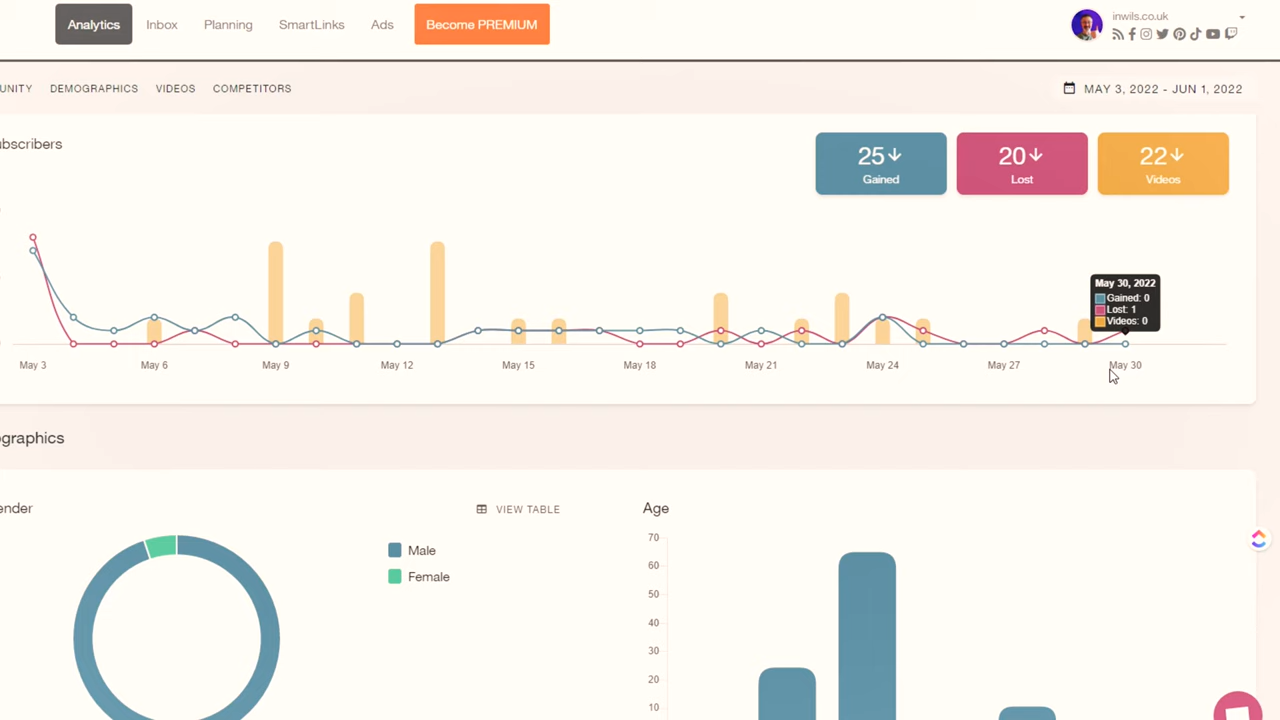 Analytics Inbox Planning SmartLinks Ads Become PREMIUM
inwils.co.uk
UNITY DEMOGRAPHICS VIDEOS COMPETITORS
MAY 3, 2022 - JUN 1, 2022
ubscribers
25 20 22
Gained Lost Videos
May 30, 2022
Gained: 0
Lost: 1
Videos: 0
May 3 May 6 May 9 May 12 May 15 May 18 May 21 May 24 May 27 May 30
ographics
ender
VIEW TABLE
Male
Female
Age
70
60
50
40
30
20
10